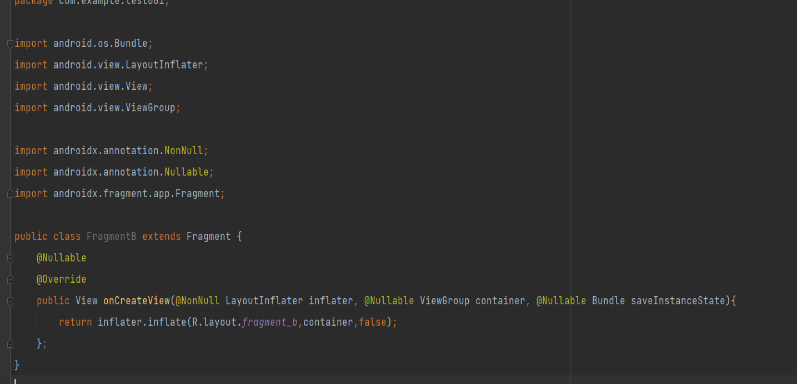 package com.example.test001;
import android.os.Bundle;
import android.view.LayoutInflater;
import android.view.View;
import android.view.ViewGroup;
import androidx.annotation.NonNull;
import androidx.annotation.Nullable;
import androidx.fragment.app.Fragment;
public class FragmentB extends Fragment {
@Nullable
@Override
public View onCreateView(@NonNull LayoutInflater inflater, @Nullable ViewGroup container, @Nullable Bundle saveInstanceState){
return inflater.inflate(R.layout.fragment_b,container,false);
};
}